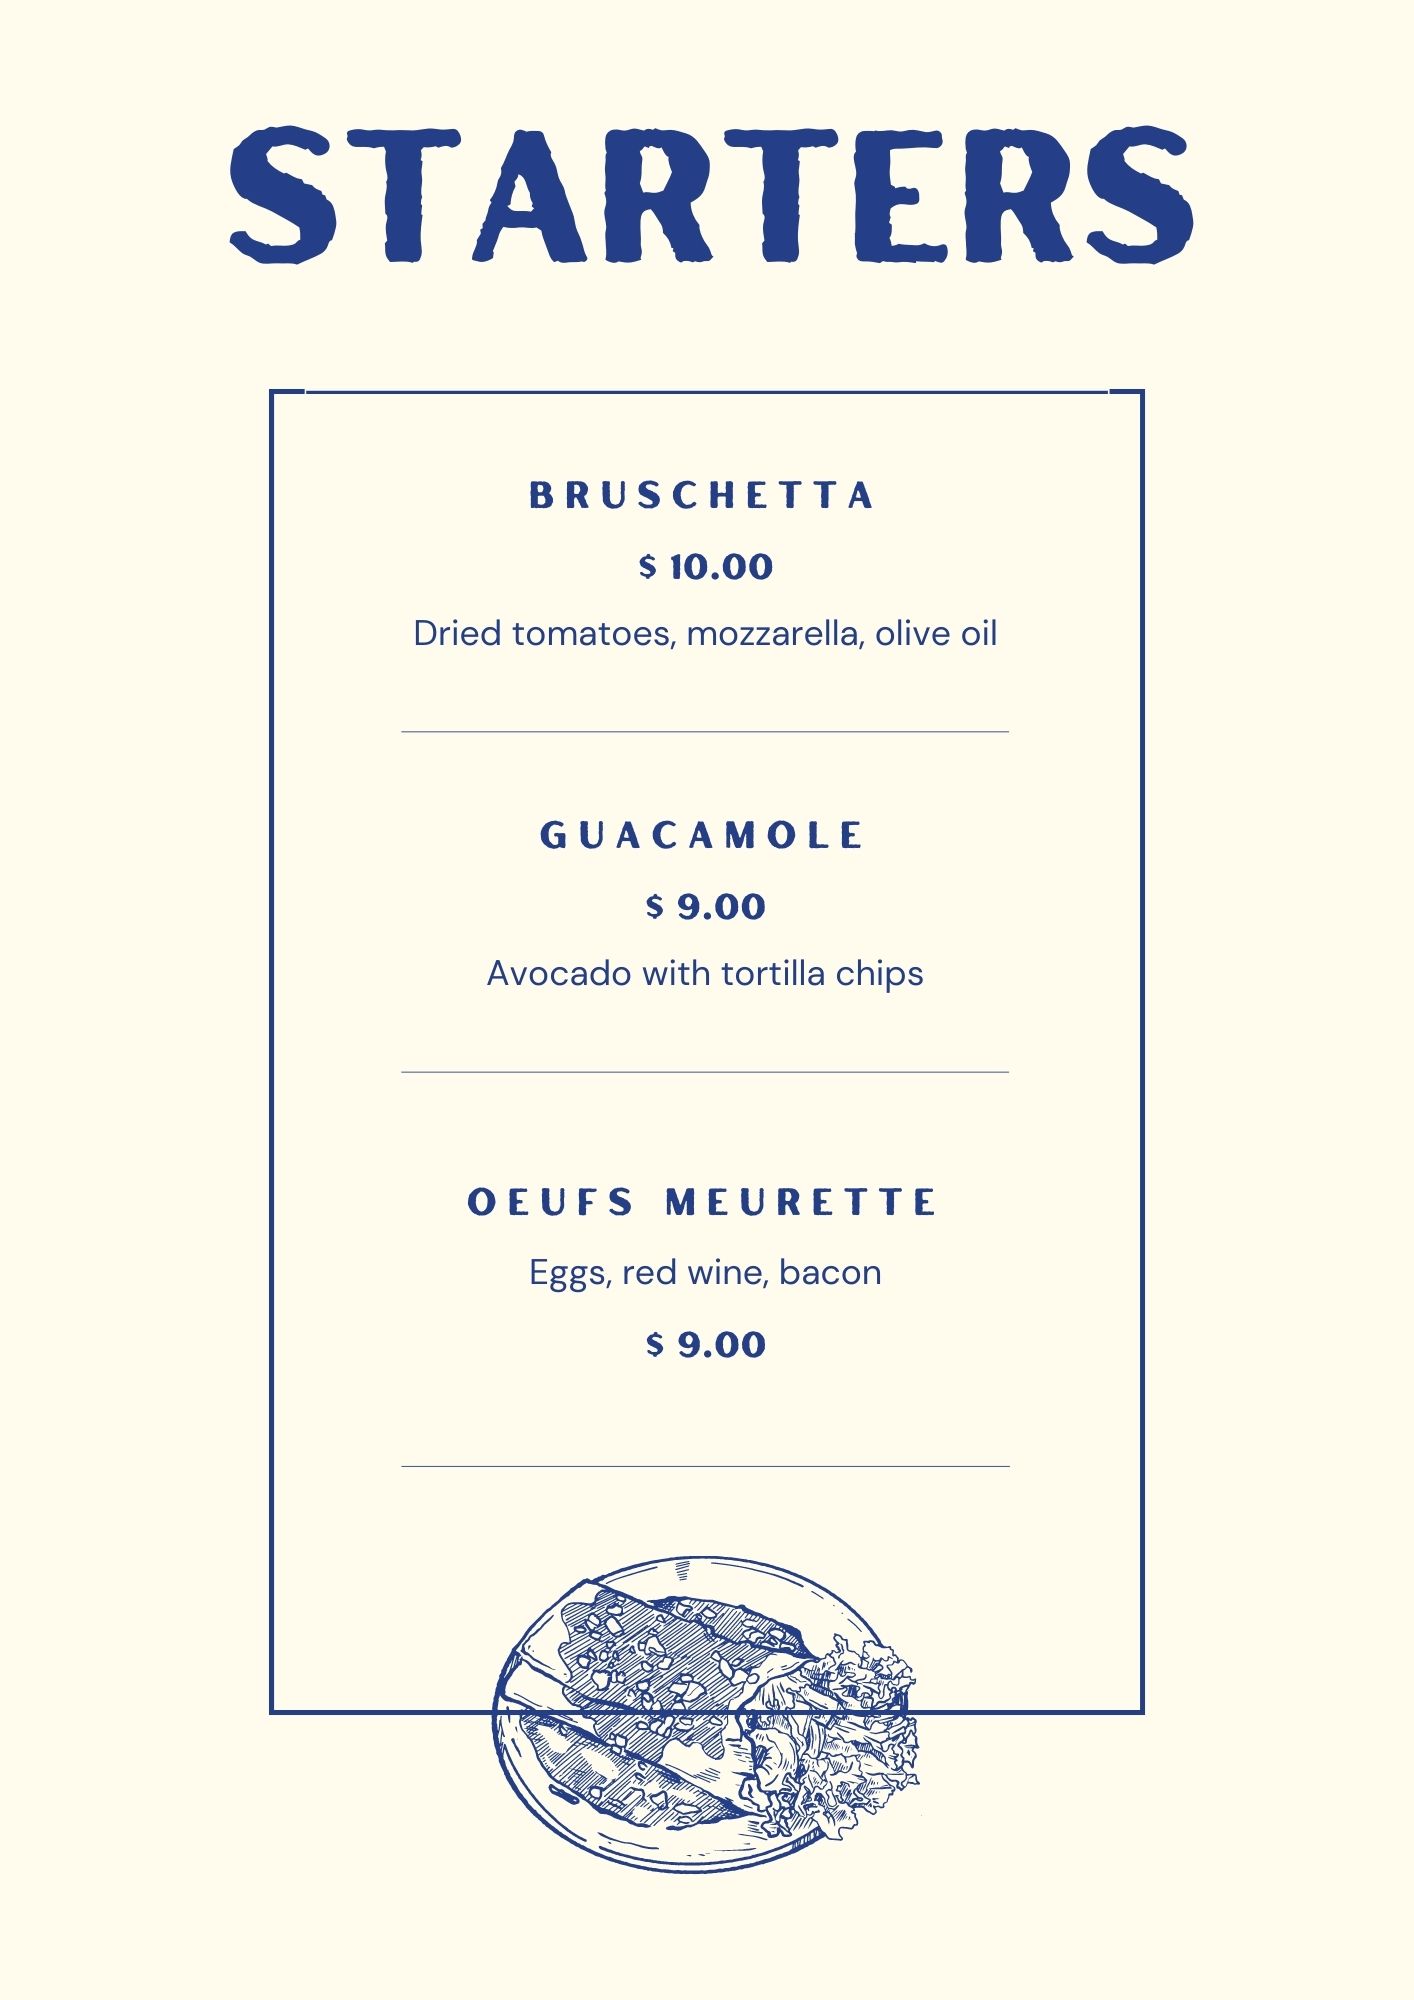 STARTERS
BRUSCHETTA
$ 10.00
Dried tomatoes, mozzarella, olive oil
GUACAMOLE
$ 9.00
Avocado with tortilla chips
OEUFS MEURETTE
Eggs, red wine, bacon
$ 9.00